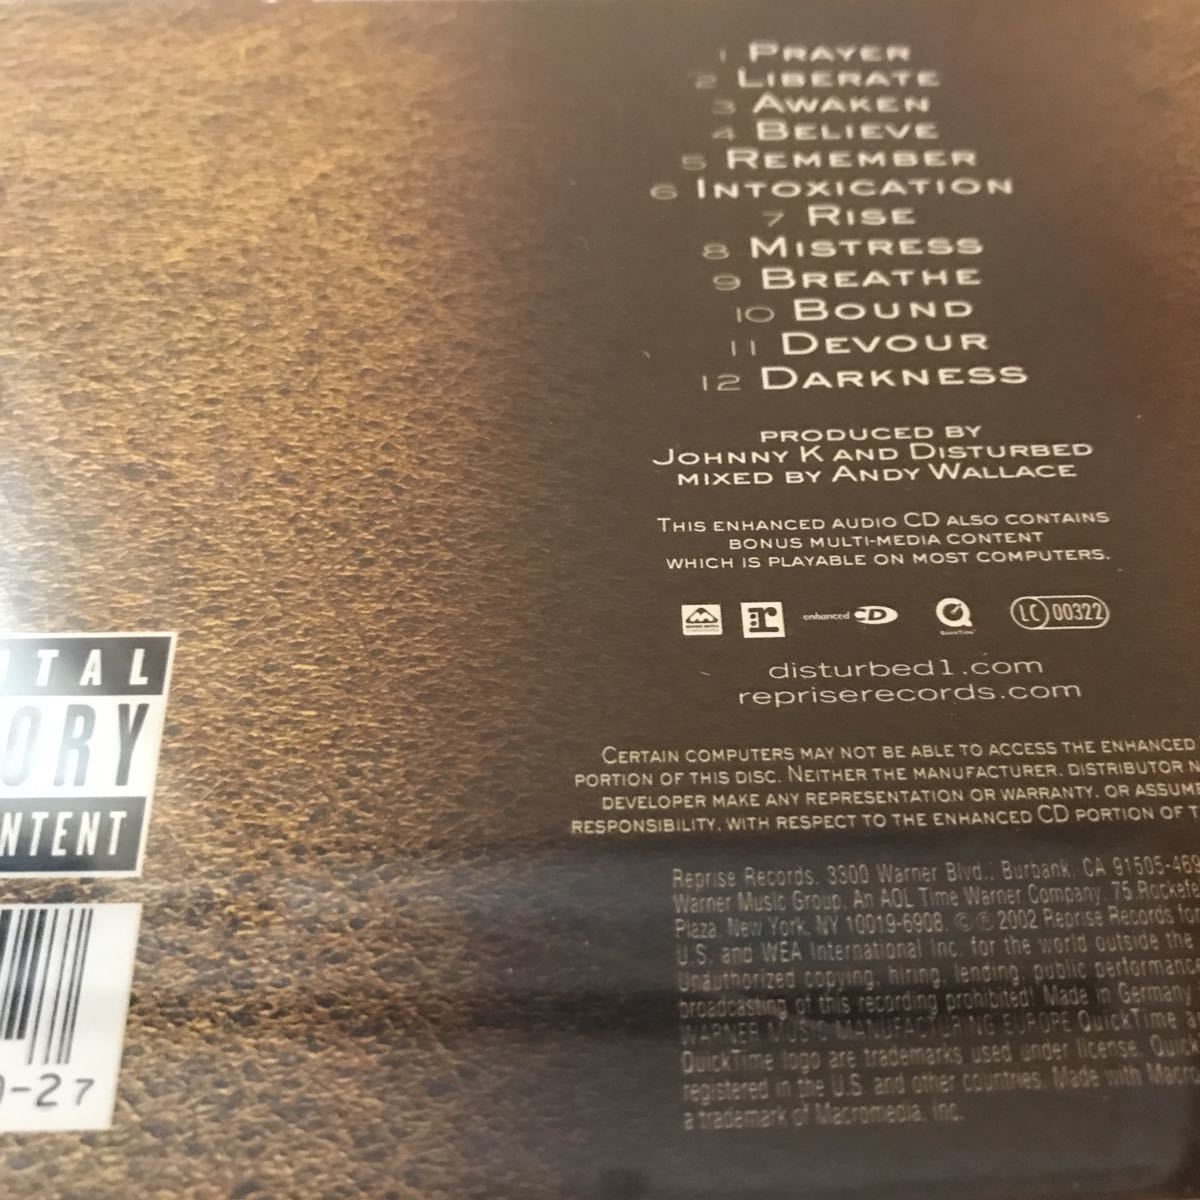 1 PRAYER
2 LIBERATE
3 AWAKEN
4 BELIEVE
5 REMEMBER
6 INTOXICATION
7 RISE
8 MISTRESS
9 BREATHE
10 BOUND
11 DEVOUR
12 DARKNESS
PRODUCED BY
JOHNNY K AND DISTURBED
MIXED BY ANDY WALLACE
THIS ENHANCED AUDIO CD ALSO CONTAINS
BONUS MULTI-MEDIA CONTENT
WHICH IS PLAYABLE ON MOST COMPUTERS.
r enhanced CD QuickTime LC 00322
disturbed1.com
repriserecords.com
CERTAIN COMPUTERS MAY NOT BE ABLE TO ACCESS THE ENHANCED
PORTION OF THIS DISC. NEITHER THE MANUFACTURER, DISTRIBUTOR N
DEVELOPER MAKE ANY REPRESENTATION OR WARRANTY, OR ASSUME
RESPONSIBILITY, WITH RESPECT TO THE ENHANCED CD PORTION OF T
Reprise Records, 3300 Warner Blvd., Burbank, CA 91505-469
Warner Music Group, An AOL Time Warner Company, 75 Rockefe
Plaza, New York, NY 10019-6908. ©℗ 2002 Reprise Records for
U.S. and WEA International Inc. for the world outside the
Unauthorized copying, hiring, lending, public performance
broadcasting of this recording prohibited! Made in Germany
WARNER MUSIC MANUFACTURING EUROPE QuickTime a
QuickTime logo are trademarks used under license. Quick
registered in the U.S. and other countries. Made with Macro
a trademark of Macromedia, Inc.
ITAL
ORY
NTENT
-27